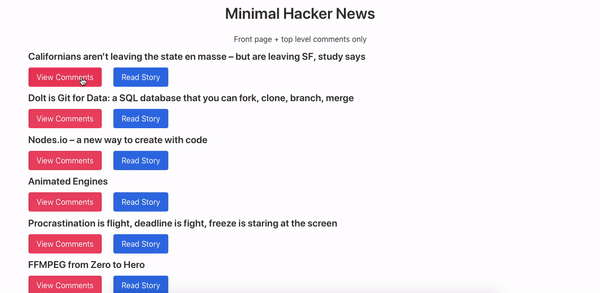 Minimal Hacker News
Front page + top level comments only
Californians aren't leaving the state en masse – but are leaving SF, study says
View Comments Read Story
Dolt is Git for Data: a SQL database that you can fork, clone, branch, merge
View Comments Read Story
Nodes.io – a new way to create with code
View Comments Read Story
Animated Engines
View Comments Read Story
Procrastination is flight, deadline is fight, freeze is staring at the screen
View Comments Read Story
FFMPEG from Zero to Hero
View Comments Read Story